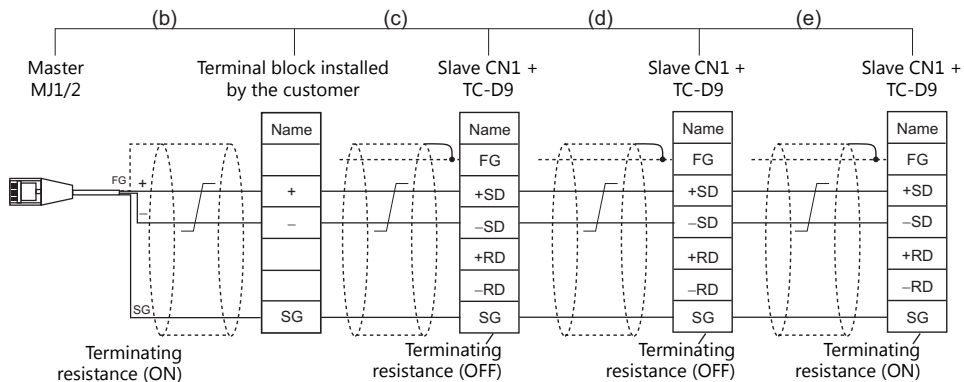 (b) (c) (d) (e)
Master
MJ1/2
Terminal block installed
by the customer
Slave CN1 +
TC-D9
Slave CN1 +
TC-D9
Slave CN1 +
TC-D9
Name Name Name Name
FG FG FG
FG + + +SD +SD +SD
– – –SD –SD –SD
+RD +RD +RD
–RD –RD –RD
SG SG SG SG SG
Terminating
resistance (ON)
Terminating
resistance (OFF)
Terminating
resistance (OFF)
Terminating
resistance (ON)